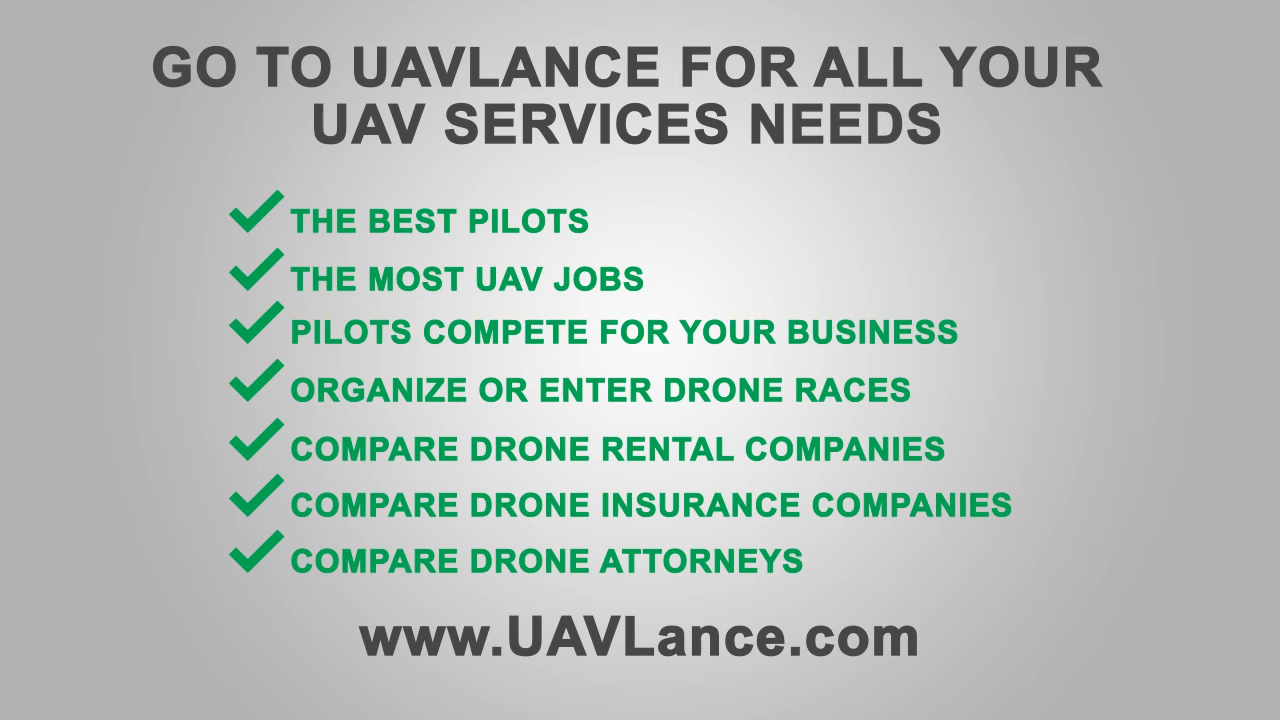 GO TO UAVLANCE FOR ALL YOUR
UAV SERVICES NEEDS
THE BEST PILOTS
THE MOST UAV JOBS
PILOTS COMPETE FOR YOUR BUSINESS
ORGANIZE OR ENTER DRONE RACES
COMPARE DRONE RENTAL COMPANIES
COMPARE DRONE INSURANCE COMPANIES
COMPARE DRONE ATTORNEYS
www.UAVLance.com